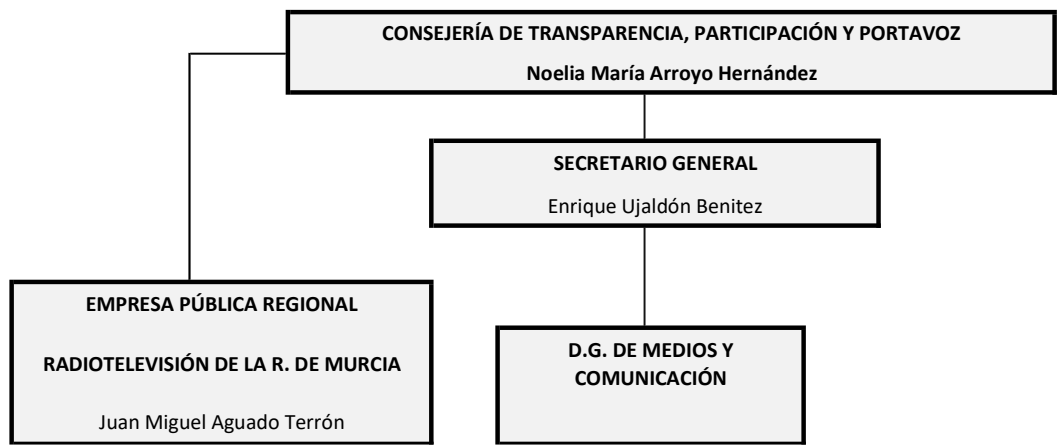 CONSEJERÍA DE TRANSPARENCIA, PARTICIPACIÓN Y PORTAVOZ
Noelia María Arroyo Hernández
SECRETARIO GENERAL
Enrique Ujaldón Benitez
EMPRESA PÚBLICA REGIONAL
RADIOTELEVISIÓN DE LA R. DE MURCIA
Juan Miguel Aguado Terrón
D.G. DE MEDIOS Y
COMUNICACIÓN